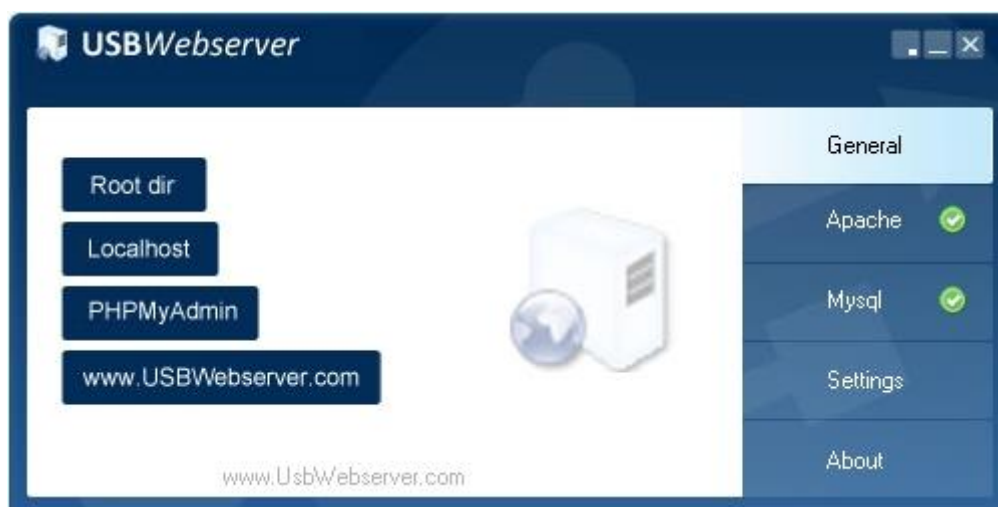 USBWebserver
General
Root dir
Apache
Localhost
PHPMyAdmin
Mysql
www.USBWebserver.com
Settings
www.UsbWebserver.com
About